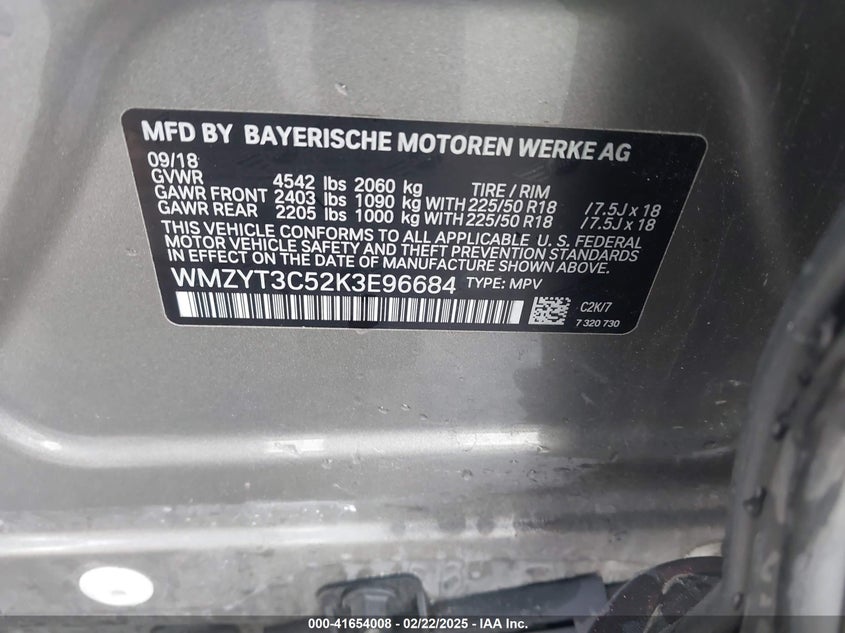 MFD BY BAYERISCHE MOTOREN WERKE AG
09/18
GVWR 4542 lbs 2060 kg TIRE / RIM
GAWR FRONT 2403 lbs 1090 kg WITH 225/50 R18 /7.5J x 18
GAWR REAR 2205 lbs 1000 kg WITH 225/50 R18 /7.5J x 18
THIS VEHICLE CONFORMS TO ALL APPLICABLE U. S. FEDERAL
MOTOR VEHICLE SAFETY AND THEFT PREVENTION STANDARDS
IN EFFECT ON THE DATE OF MANUFACTURE SHOWN ABOVE.
WMZYT3C52K3E96684 TYPE: MPV
C2K/7
7 320 730
000-41654008 - 02/22/2025 - IAA Inc.